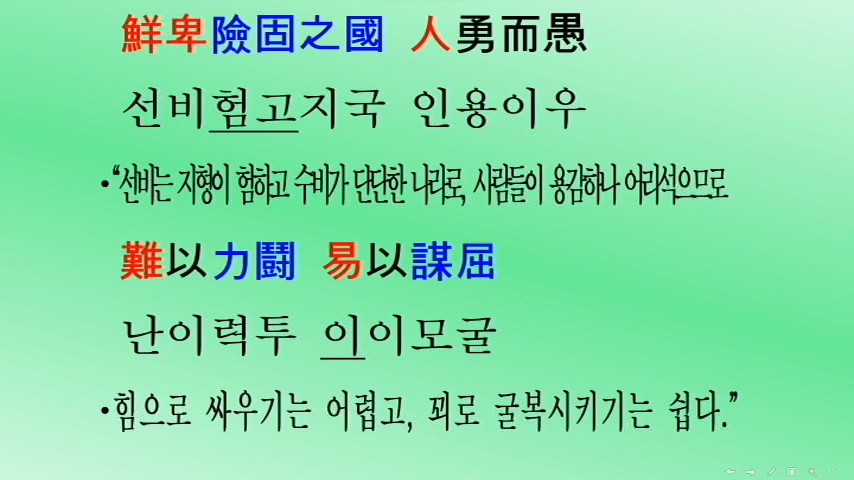 鮮卑險固之國 人勇而愚
선비험고지국 인용이우
•“선비는 지형이 험하고 수비가 단단한 나라로, 사람들이 용감하나 어리석으므로
難以力鬪 易以謀屈
난이력투 이이모굴
•힘으로 싸우기는 어렵고, 꾀로 굴복시키기는 쉽다.”